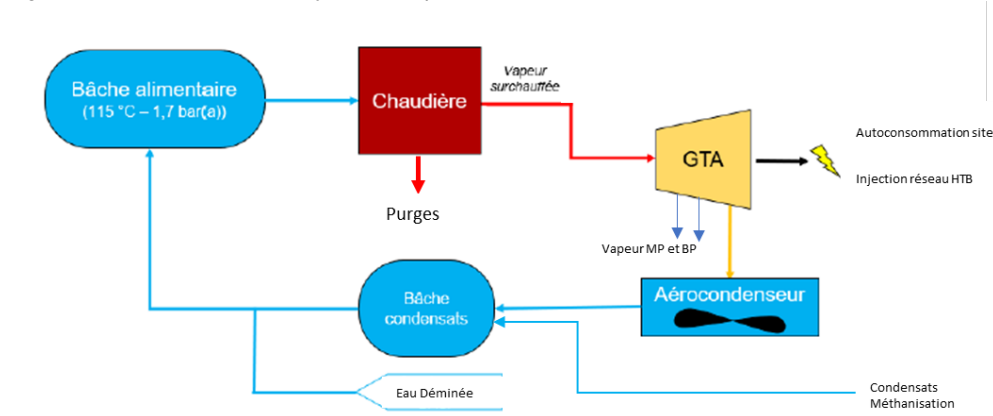 Bâche alimentaire
(115 °C – 1,7 bar(a))
Chaudière
Vapeur
surchauffée
GTA
Autoconsommation site
Injection réseau HTB
Purges
Vapeur MP et BP
Aérocondenseur
Bâche
condensats
Eau Déminée
Condensats
Méthanisation